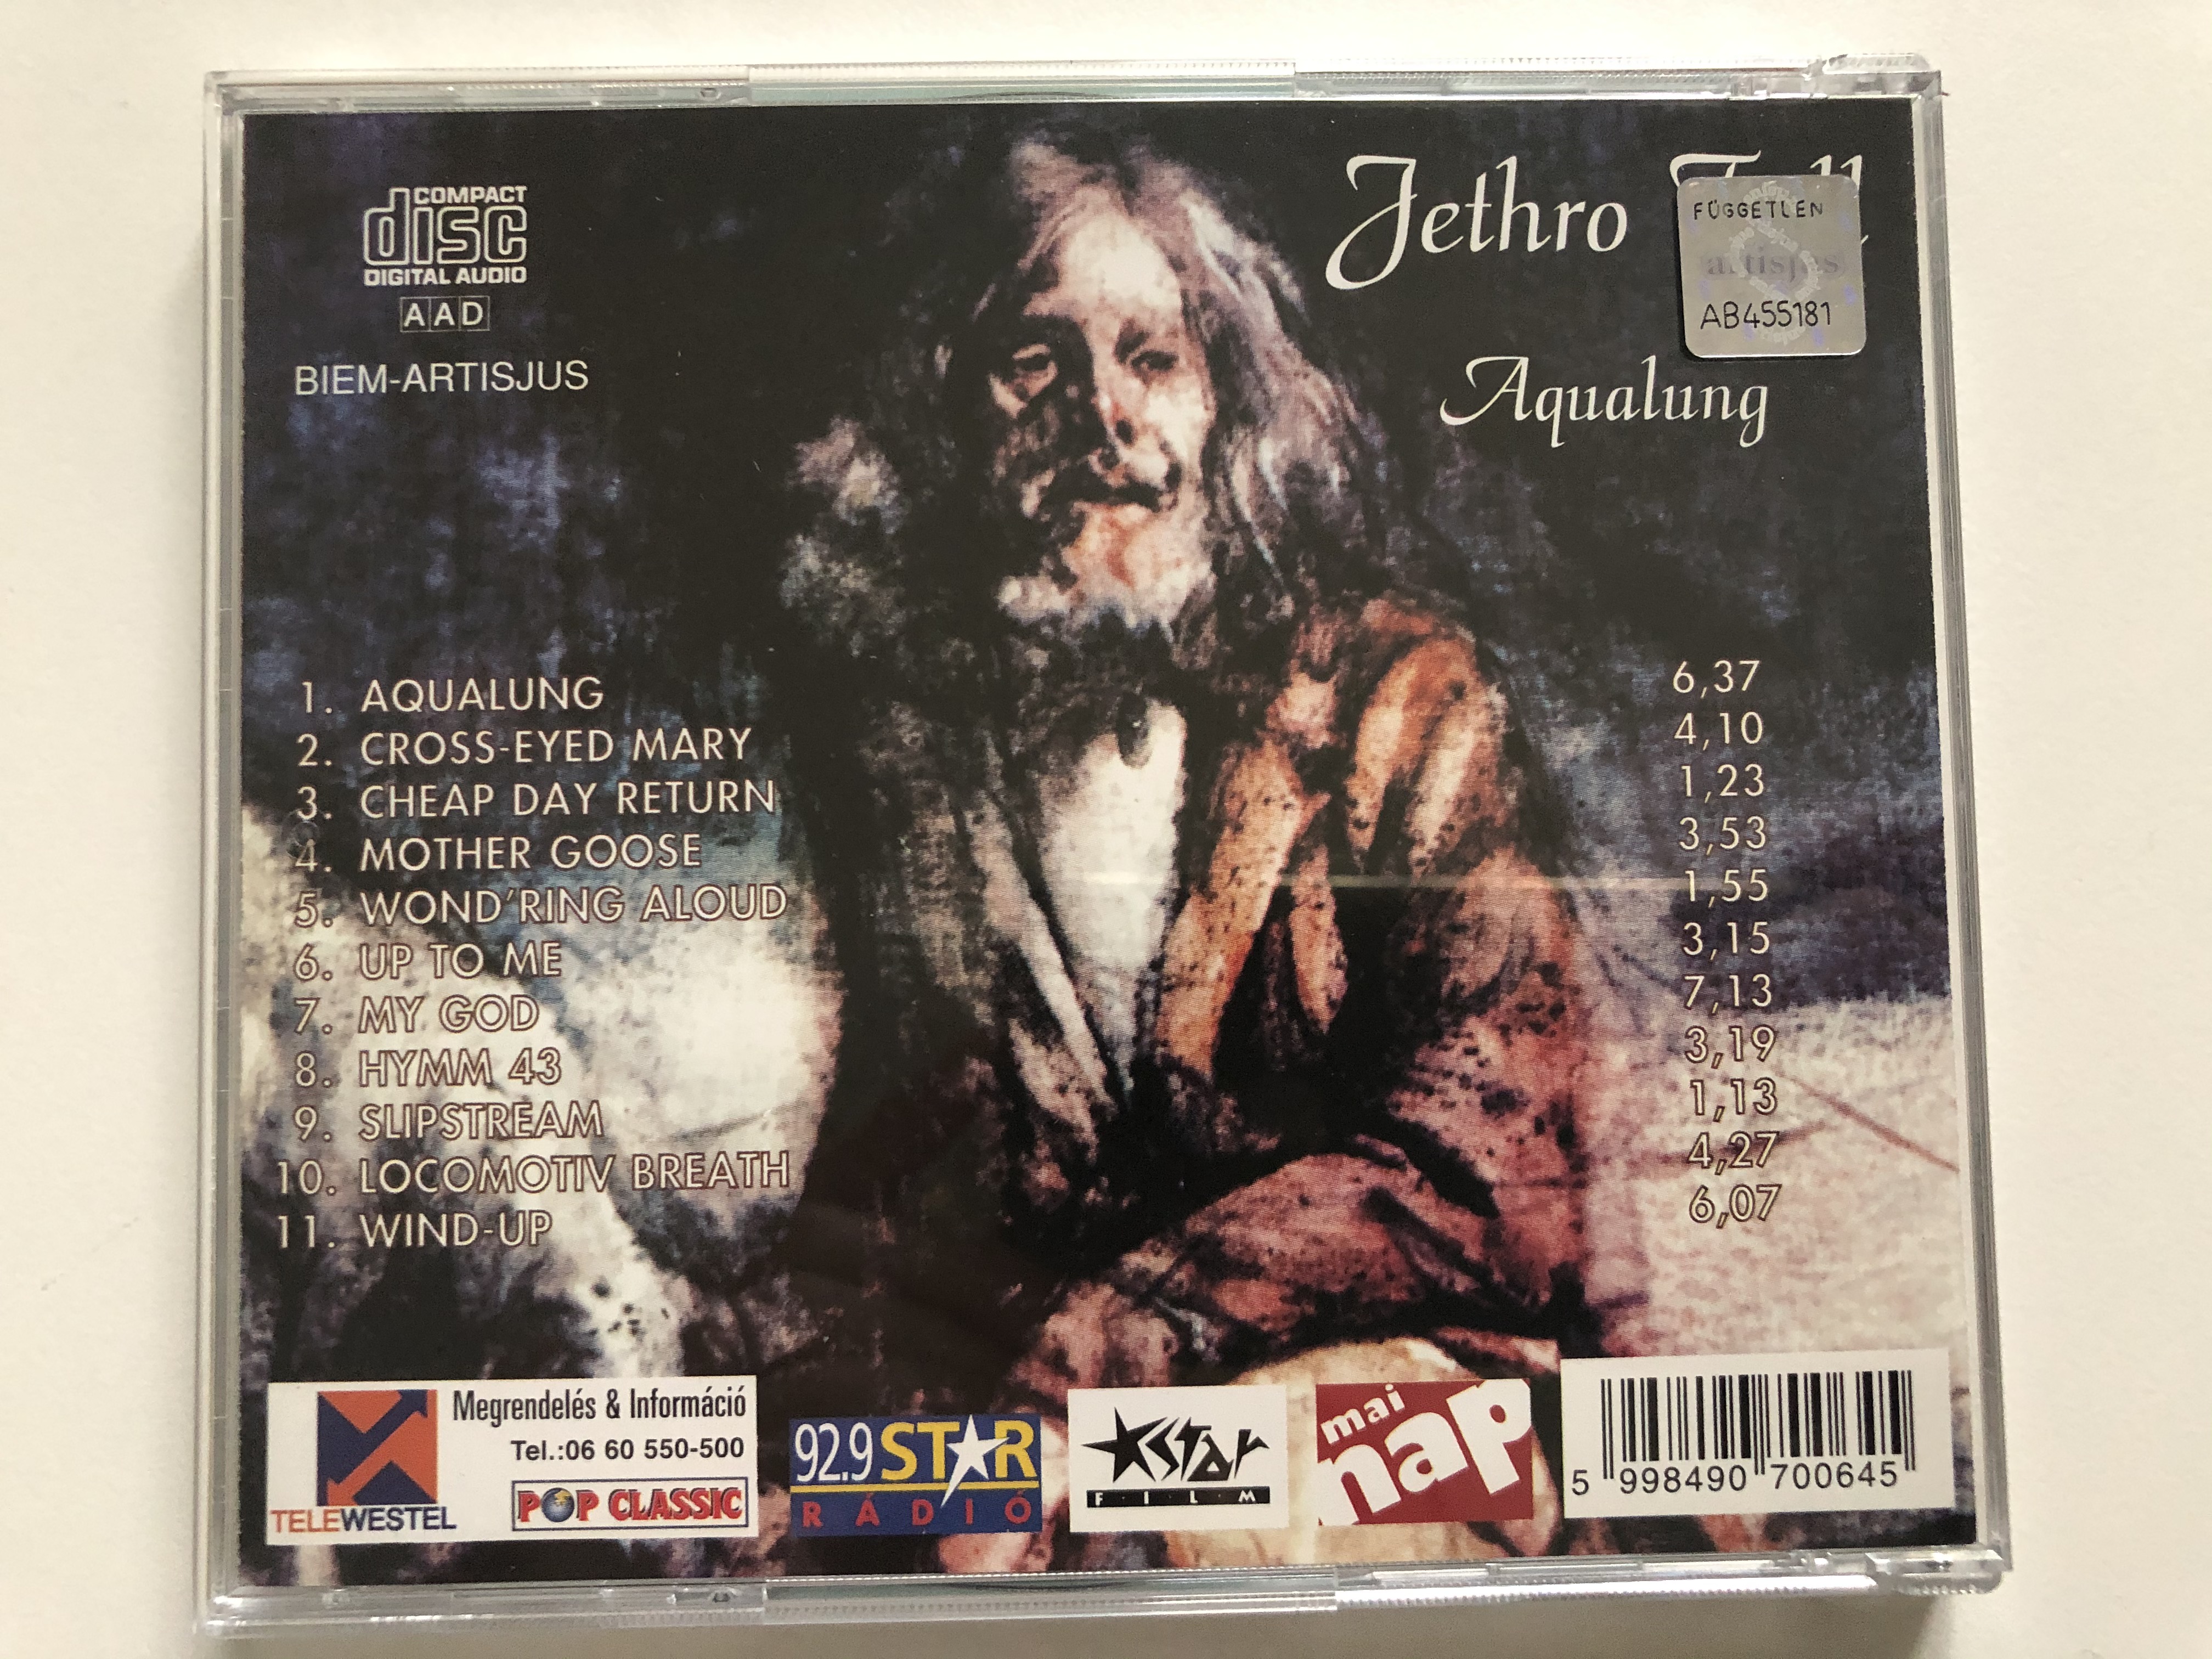 COMPACT
disc
DIGITAL AUDIO
AAD
BIEM-ARTISJUS
Jethro
FÜGGETLEN
artisjus
AB455181
Aqualung
1. AQUALUNG 6,37
2. CROSS-EYED MARY 4,10
3. CHEAP DAY RETURN 1,23
4. MOTHER GOOSE 3,53
5. WOND'RING ALOUD 1,55
6. UP TO ME 3,15
7. MY GOD 7,13
8. HYMM 43 3,19
9. SLIPSTREAM 1,13
10. LOCOMOTIV BREATH 4,27
11. WIND-UP 6,07
Megrendelés & Információ
Tel.:06 60 550-500
TELEWESTEL
POP CLASSIC
92.9 STAR
RÁDIÓ
Star
FILM
mai
nap
5 998490 700645